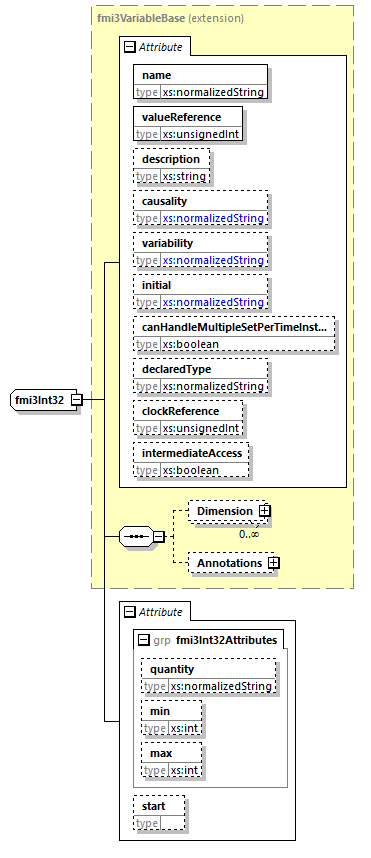 fmi3VariableBase (extension)
Attribute
name
type xs:normalizedString
valueReference
type xs:unsignedInt
description
type xs:string
causality
type xs:normalizedString
variability
type xs:normalizedString
initial
type xs:normalizedString
canHandleMultipleSetPerTimeInst...
type xs:boolean
declaredType
type xs:normalizedString
fmi3Int32
clockReference
type xs:unsignedInt
intermediateAccess
type xs:boolean
Dimension
0..∞
Annotations
Attribute
grp fmi3Int32Attributes
quantity
type xs:normalizedString
min
type xs:int
max
type xs:int
start
type